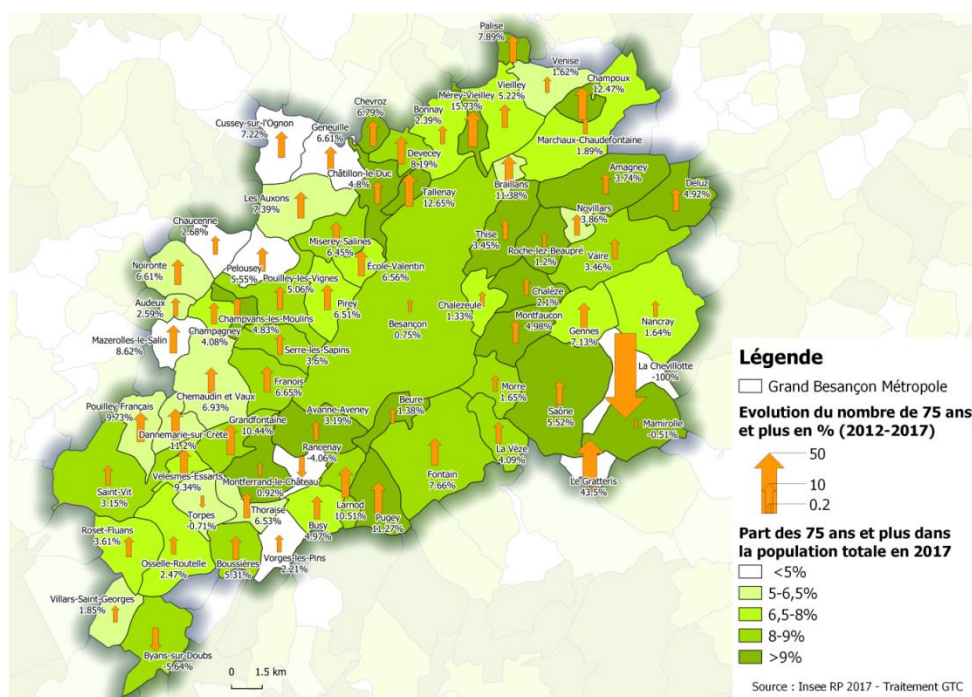 Palise
7.89%
Venise
1.62%
Champoux
12.47%
Vieilley
5.22%
Mérey-Vieilley
15.73%
Chevroz
6.79%
Bonnay
2.39%
Cussey-sur-l'Ognon
7.22%
Geneuille
6.61%
Marchaux-Chaudefontaine
1.89%
Devecey
8.19%
Châtillon-le-Duc
4.8%
Amagney
3.74%
Braillans
11.38%
Deluz
4.92%
Tallenay
12.65%
Les Auxons
7.39%
Novillars
3.86%
Chaucenne
2.68%
Thise
3.45%
Roche-lez-Beaupré
1.2%
Miserey-Salines
6.45%
Vaire
3.46%
Noironte
6.61%
Pelousey
5.55%
École-Valentin
6.56%
Pouilley-les-Vignes
5.06%
Chalèze
2.1%
Audeux
2.59%
Pirey
6.51%
Chalezeule
1.33%
Champvans-les-Moulins
4.83%
Besançon
0.75%
Montfaucon
4.98%
Champagney
4.08%
Gennes
7.13%
Nancray
1.64%
Mazerolles-le-Salin
8.62%
Serre-les-Sapins
3.6%
La Chevillotte
-100%
Franois
6.65%
Morre
1.65%
Chemaudin et Vaux
6.93%
Beure
1.38%
Saône
5.52%
Pouilley-Français
9.73%
Avanne-Aveney
3.19%
Mamirolle
-0.51%
Grandfontaine
10.44%
Dannemarie-sur-Crète
11.2%
La Vèze
4.09%
Rancenay
-4.06%
Fontain
7.66%
Velesmes-Essarts
9.34%
Montferrand-le-Château
0.92%
Le Gratteris
43.5%
Saint-Vit
3.15%
Larnod
10.51%
Pugey
11.27%
Torpes
-0.71%
Thoraise
6.53%
Busy
4.97%
Roset-Fluans
3.61%
Osselle-Routelle
2.47%
Boussières
5.31%
Vorges-les-Pins
2.21%
Villars-Saint-Georges
1.85%
Byans-sur-Doubs
-5.64%
0 1.5 km
Légende
Grand Besançon Métropole
Evolution du nombre de 75 ans
et plus en % (2012-2017)
50
10
0.2
Part des 75 ans et plus dans
la population totale en 2017
<5%
5-6,5%
6,5-8%
8-9%
>9%
Source : Insee RP 2017 - Traitement GTC